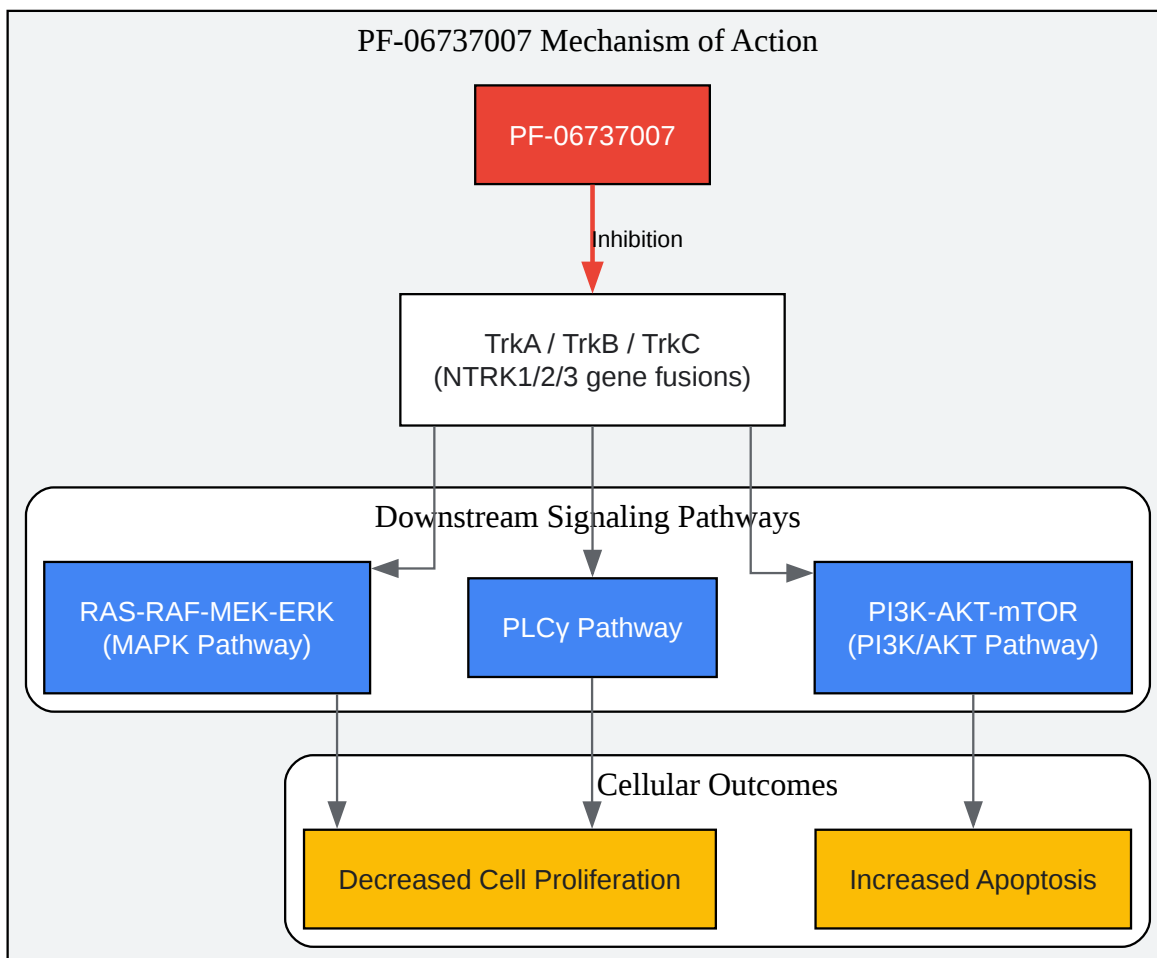 PF-06737007 Mechanism of Action
PF-06737007
Inhibition
TrkA / TrkB / TrkC
(NTRK1/2/3 gene fusions)
Downstream Signaling Pathways
RAS-RAF-MEK-ERK
(MAPK Pathway)
PLCγ Pathway
PI3K-AKT-mTOR
(PI3K/AKT Pathway)
Cellular Outcomes
Decreased Cell Proliferation
Increased Apoptosis